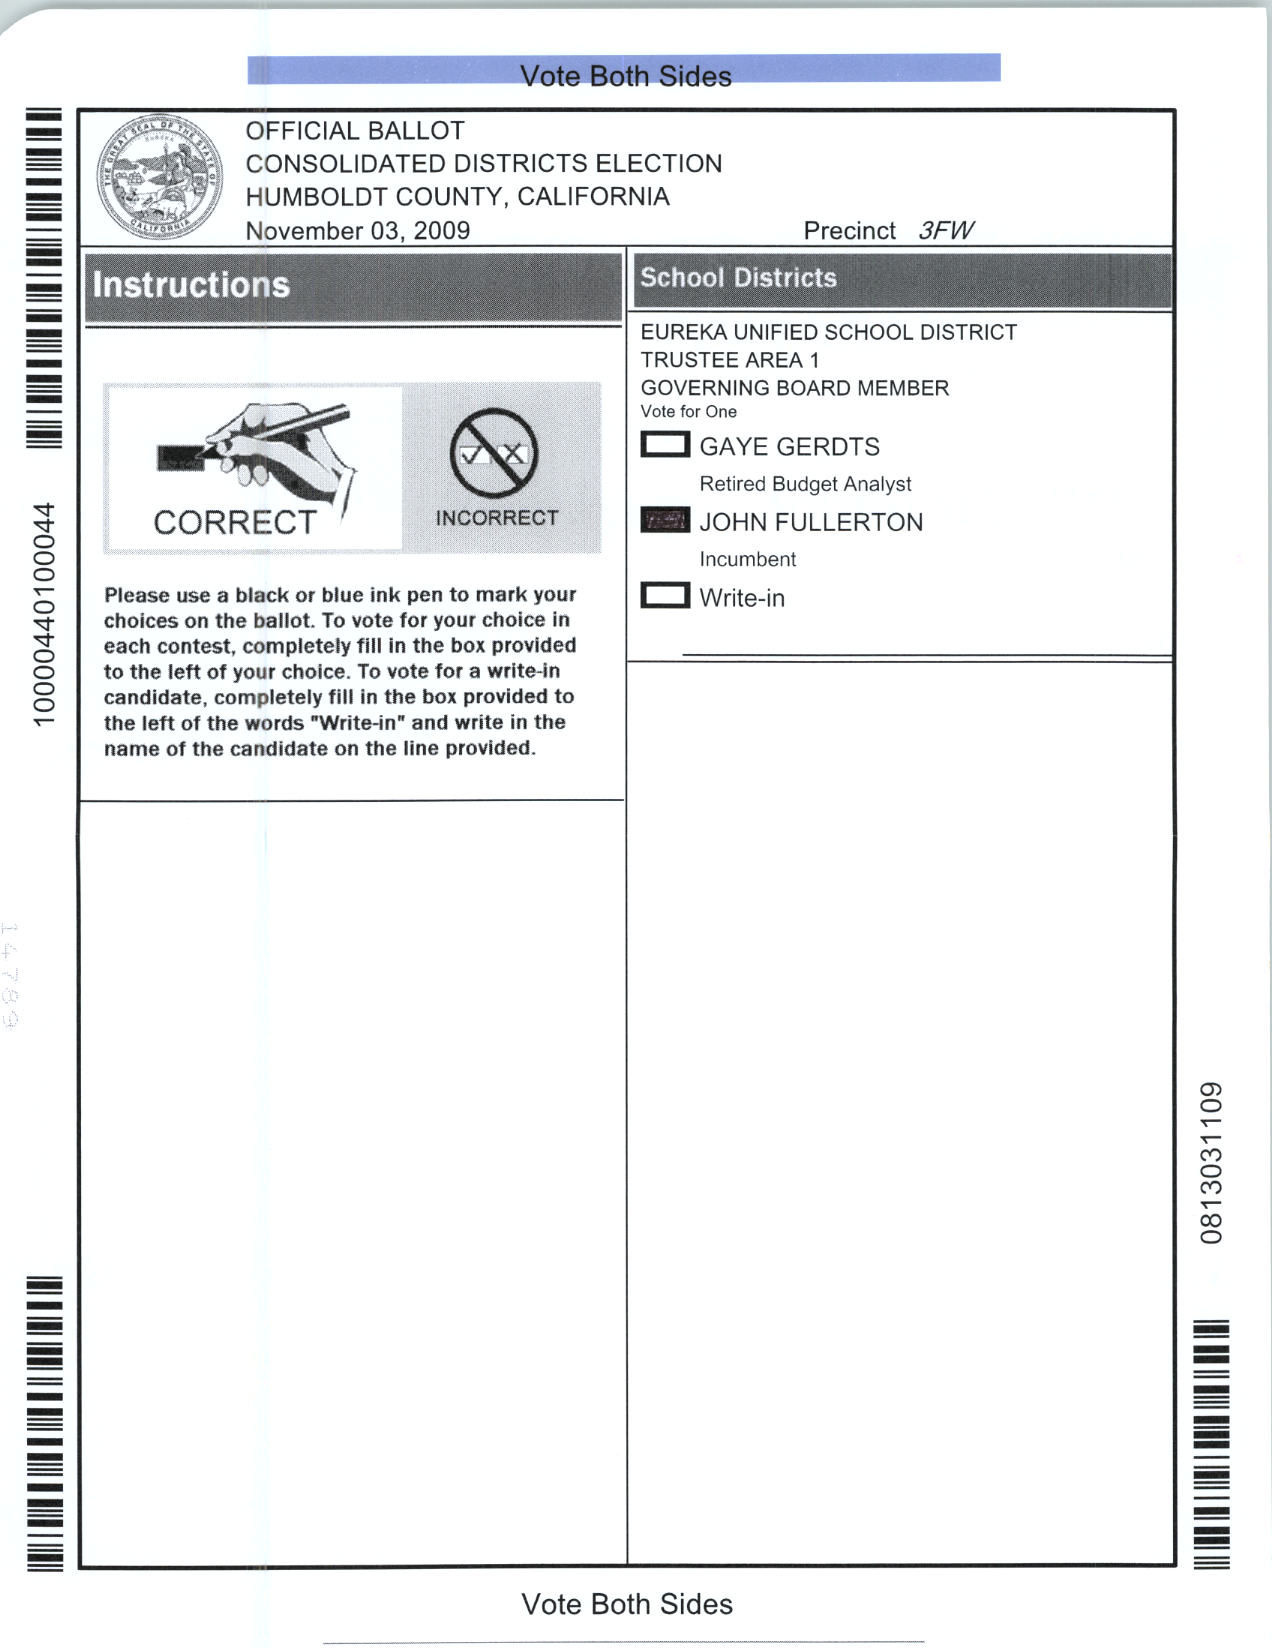 Vote Both Sides
OFFICIAL BALLOT
CONSOLIDATED DISTRICTS ELECTION
HUMBOLDT COUNTY, CALIFORNIA
November 03, 2009
Precinct 3FW
THE GREAT SEAL OF THE STATE OF CALIFORNIA
EUREKA
Instructions
CORRECT
INCORRECT
Please use a black or blue ink pen to mark your
choices on the ballot. To vote for your choice in
each contest, completely fill in the box provided
to the left of your choice. To vote for a write-in
candidate, completely fill in the box provided to
the left of the words "Write-in" and write in the
name of the candidate on the line provided.
School Districts
EUREKA UNIFIED SCHOOL DISTRICT
TRUSTEE AREA 1
GOVERNING BOARD MEMBER
Vote for One
GAYE GERDTS
Retired Budget Analyst
JOHN FULLERTON
Incumbent
Write-in
10000440100044
14789
0813031109
Vote Both Sides